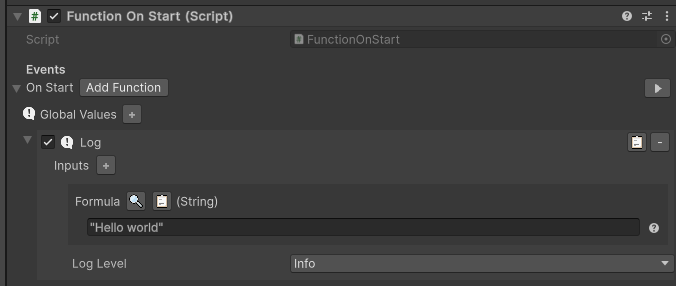 Function On Start (Script)
Script FunctionOnStart
Events
On Start Add Function
Global Values +
Log -
Inputs +
Formula (String)
"Hello world"
Log Level Info